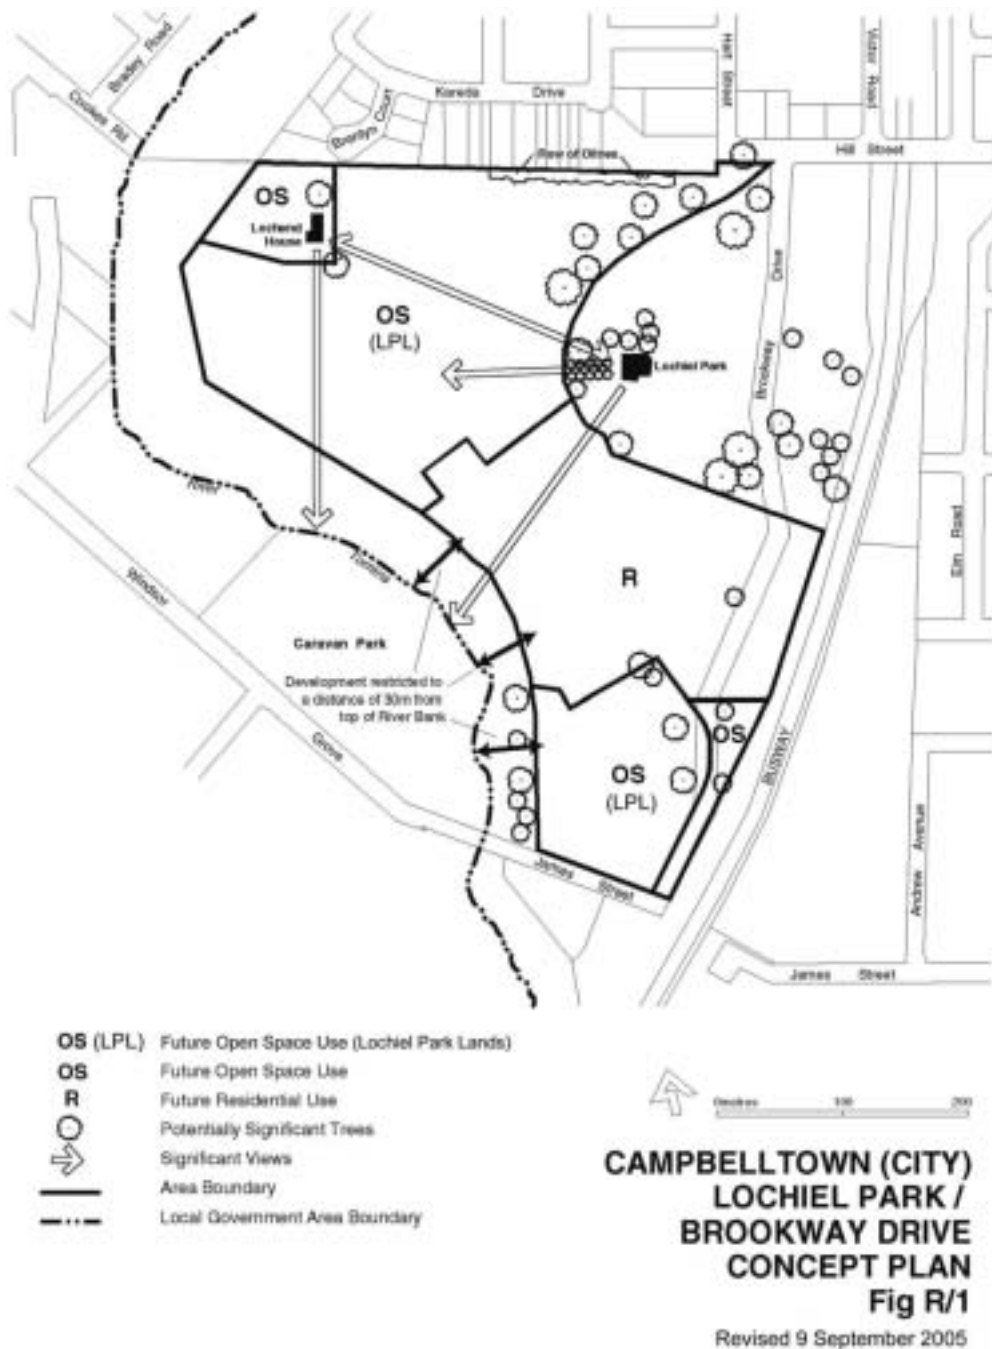 Bradley Road
Cookes Rd
Brentyn Court
Kareda Drive
Hart Street
Victor Road
Hill Street
Row of Olives
OS
Lochend
House
OS
(LPL)
Lochiel Park
Brookway Drive
River
Torrens
Windsor
Grove
Caravan Park
Development restricted to
a distance of 30m from
top of River Bank
R
OS
OS
(LPL)
BUSWAY
Elm Road
Andrew Avenue
James Street
James Street
OS (LPL) Future Open Space Use (Lochiel Park Lands)
OS Future Open Space Use
R Future Residential Use
Potentially Significant Trees
Significant Views
Area Boundary
Local Government Area Boundary
0metres 100 200
CAMPBELLTOWN (CITY)
LOCHIEL PARK /
BROOKWAY DRIVE
CONCEPT PLAN
Fig R/1
Revised 9 September 2005